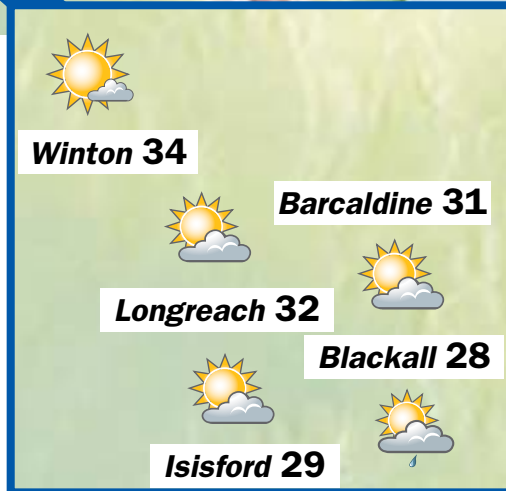 Winton 34
Barcaldine 31
Longreach 32
Blackall 28
Isisford 29